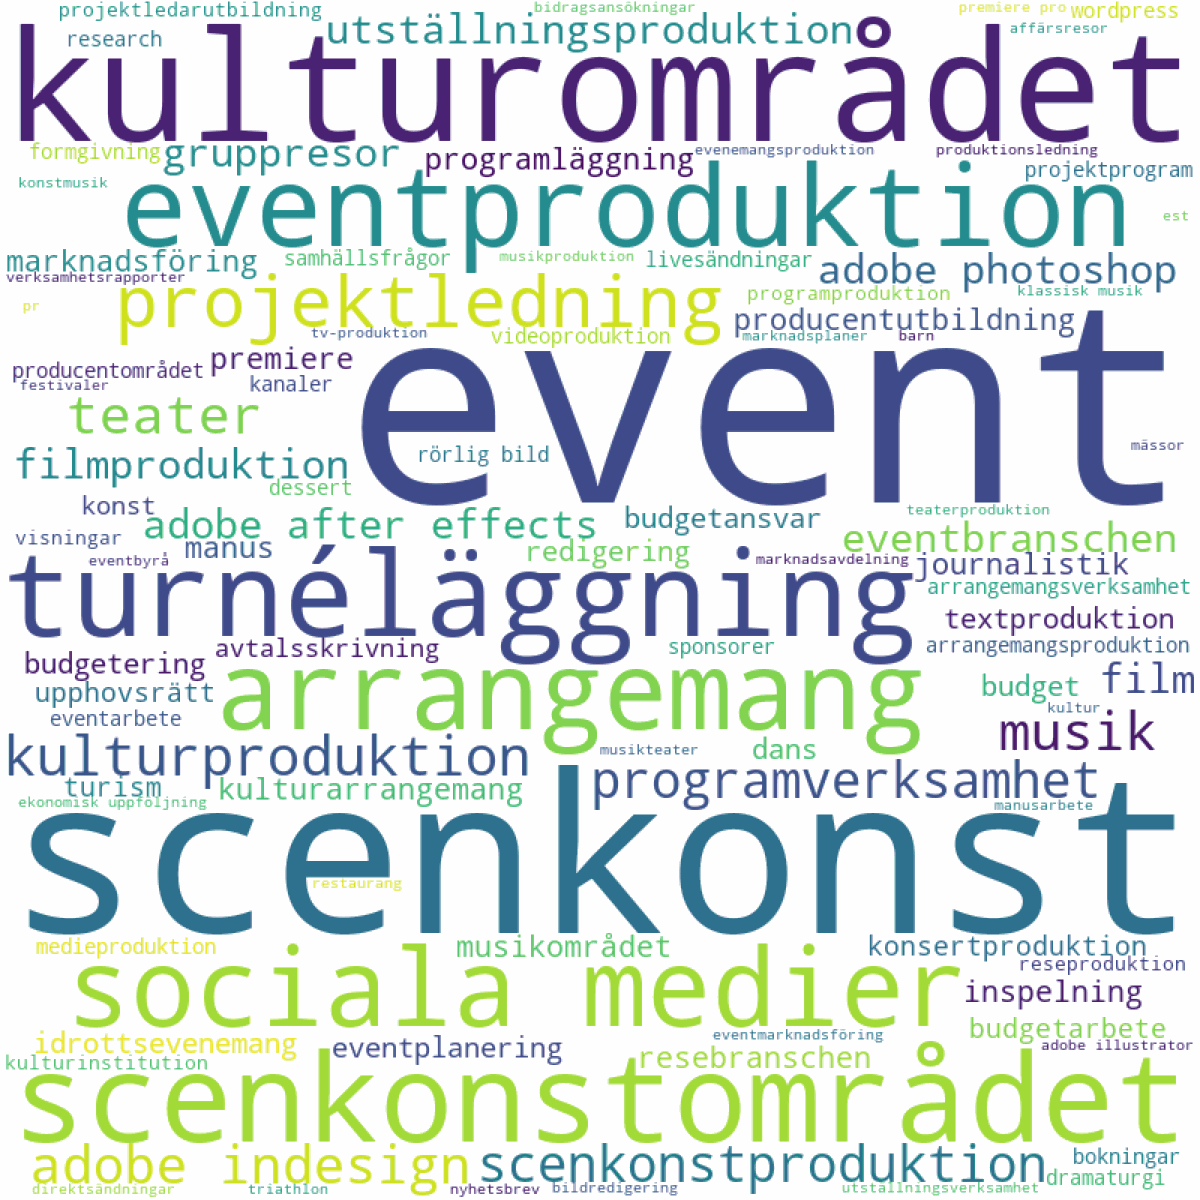 projektledarutbildning
bidragsansökningar
premiere pro
wordpress
research
utställningsproduktion
affärsresor
kulturområdet
formgivning
gruppresor
programläggning
evenemangsproduktion
produktionsledning
projektprogram
konstmusik
eventproduktion
est
marknadsföring
samhällsfrågor
musikproduktion
livesändningar
adobe photoshop
verksamhetsrapporter
projektledning
programproduktion
klassisk musik
pr
producentutbildning
tv-produktion
videoproduktion
marknadsplaner
barn
producentområdet
premiere
festivaler
kanaler
event
teater
mässor
filmproduktion
rörlig bild
dessert
konst
adobe after effects
budgetansvar
teaterproduktion
visningar
manus
redigering
eventbranschen
eventbyrå
turnéläggning
marknadsavdelning
journalistik
arrangemangsverksamhet
textproduktion
budgetering
avtalsskrivning
sponsorer
arrangemangsproduktion
upphovsrätt
arrangemang
budget
film
eventarbete
kultur
musik
kulturproduktion
musikteater
dans
turism
kulturarrangemang
programverksamhet
ekonomisk uppföljning
manusarbete
scenkonst
restaurang
medieproduktion
musikområdet
konsertproduktion
sociala medier
reseproduktion
inspelning
idrottsevenemang
eventplanering
eventmarknadsföring
budgetarbete
kulturinstitution
resebranschen
adobe illustrator
scenkonstområdet
adobe indesign
scenkonstproduktion
bokningar
dramaturgi
direktsändningar
triathlon
nyhetsbrev
bildredigering
utställningsverksamhet